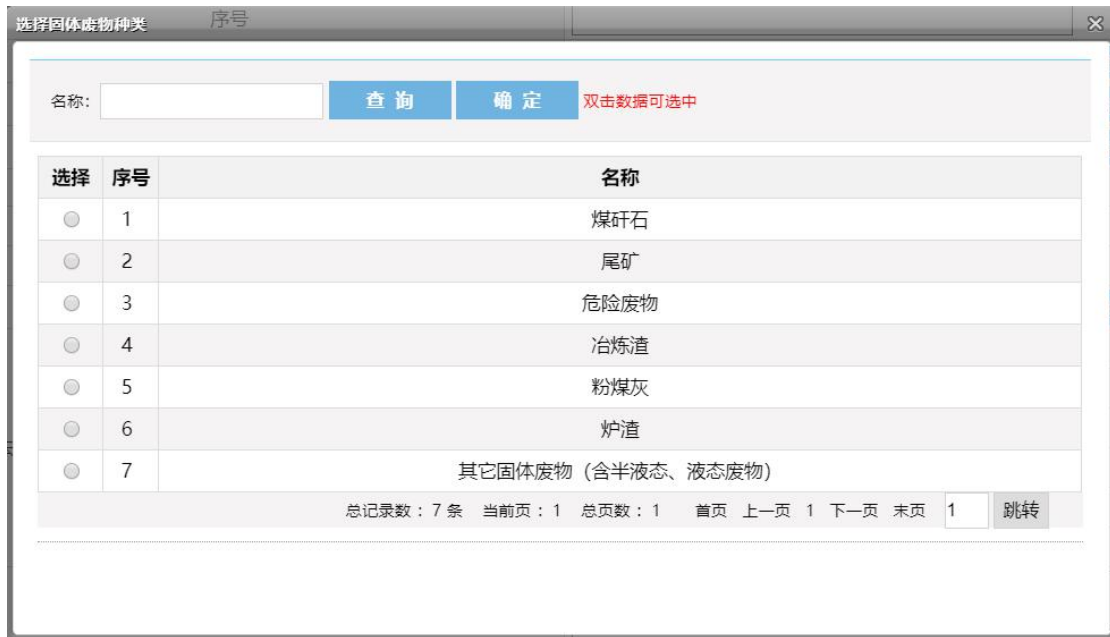 选择固体废物种类 序号
名称： 查 询 确 定 双击数据可选中
选择 序号 名称
1 煤矸石
2 尾矿
3 危险废物
4 冶炼渣
5 粉煤灰
6 炉渣
7 其它固体废物（含半液态、液态废物）
总记录数：7 条 当前页：1 总页数：1 首页 上一页 1 下一页 末页 1 跳转